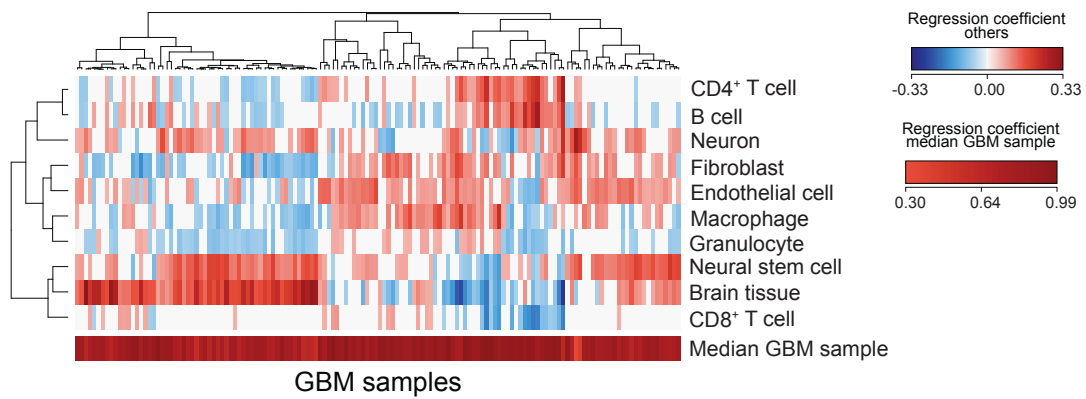 Regression coefficient
others
-0.33 0.00 0.33
Regression coefficient
median GBM sample
0.30 0.64 0.99
CD4⁺ T cell
B cell
Neuron
Fibroblast
Endothelial cell
Macrophage
Granulocyte
Neural stem cell
Brain tissue
CD8⁺ T cell
Median GBM sample
GBM samples